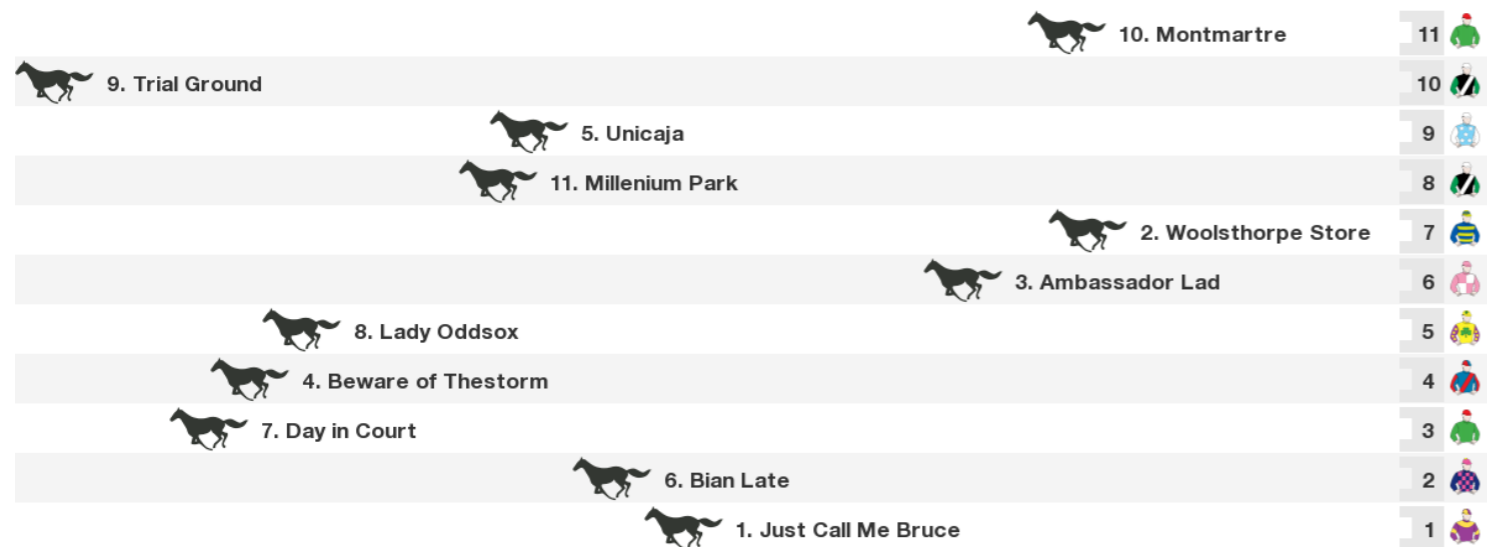 10. Montmartre 11
9. Trial Ground 10
5. Unicaja 9
11. Millenium Park 8
2. Woolsthorpe Store 7
3. Ambassador Lad 6
8. Lady Oddsox 5
4. Beware of Thestorm 4
7. Day in Court 3
6. Bian Late 2
1. Just Call Me Bruce 1